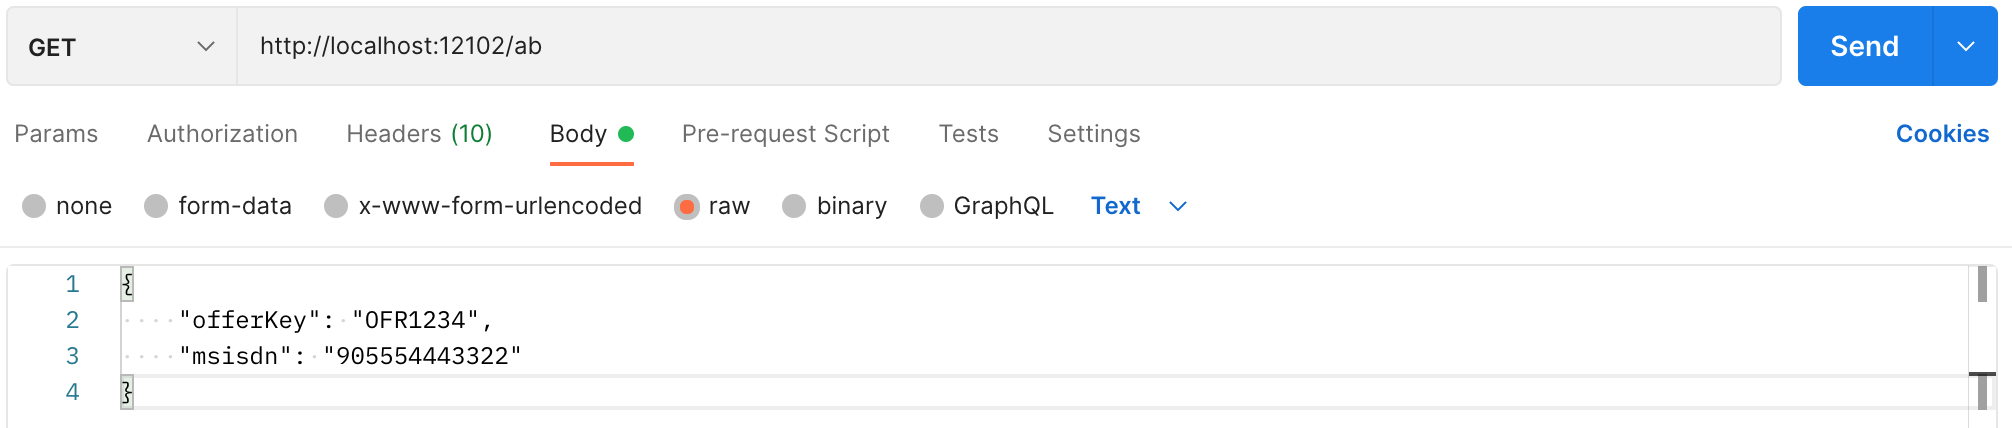 GET http://localhost:12102/ab Send
Params Authorization Headers (10) Body Pre-request Script Tests Settings Cookies
none form-data x-www-form-urlencoded raw binary GraphQL Text
1 {
2 "offerKey": "OFR1234",
3 "msisdn": "905554443322"
4 }